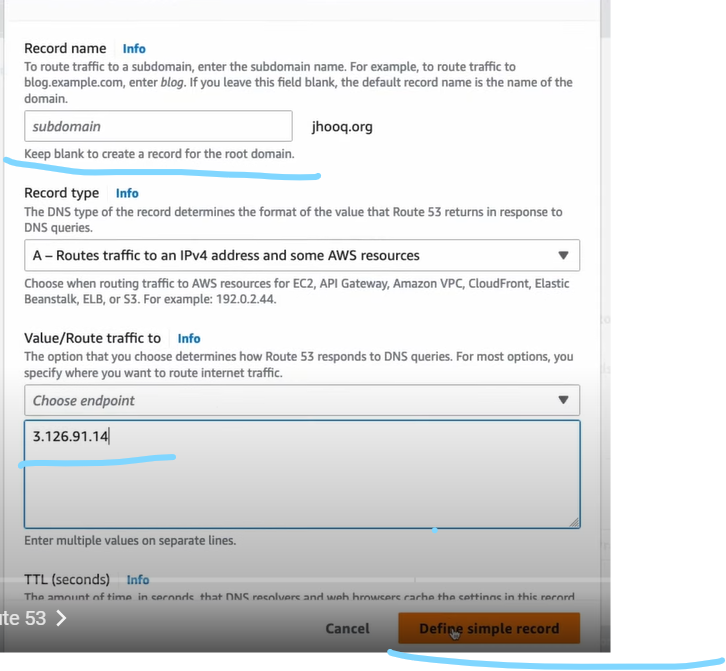 Record name Info
To route traffic to a subdomain, enter the subdomain name. For example, to route traffic to
blog.example.com, enter blog. If you leave this field blank, the default record name is the name of the
domain.
subdomain jhooq.org
Keep blank to create a record for the root domain.
Record type Info
The DNS type of the record determines the format of the value that Route 53 returns in response to
DNS queries.
A – Routes traffic to an IPv4 address and some AWS resources
Choose when routing traffic to AWS resources for EC2, API Gateway, Amazon VPC, CloudFront, Elastic
Beanstalk, ELB, or S3. For example: 192.0.2.44.
Value/Route traffic to Info
The option that you choose determines how Route 53 responds to DNS queries. For most options, you
specify where you want to route internet traffic.
Choose endpoint
3.126.91.14
Enter multiple values on separate lines.
TTL (seconds) Info
The amount of time, in seconds, that DNS resolvers and web browsers cache the settings in this record
53
Cancel Define simple record